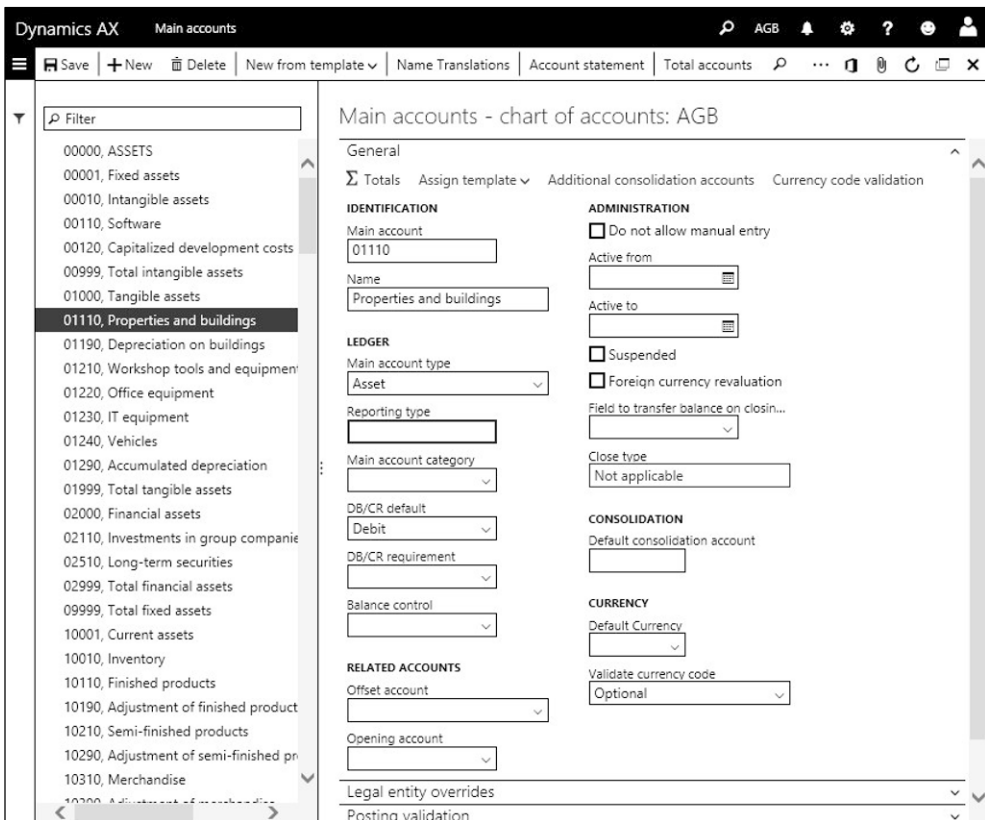 Dynamics AX Main accounts AGB ?
Save New Delete New from template Name Translations Account statement Total accounts ...
Filter
00000, ASSETS
00001, Fixed assets
00010, Intangible assets
00110, Software
00120, Capitalized development costs
00999, Total intangible assets
01000, Tangible assets
01110, Properties and buildings
01190, Depreciation on buildings
01210, Workshop tools and equipment
01220, Office equipment
01230, IT equipment
01240, Vehicles
01290, Accumulated depreciation
01999, Total tangible assets
02000, Financial assets
02110, Investments in group companie
02510, Long-term securities
02999, Total financial assets
09999, Total fixed assets
10001, Current assets
10010, Inventory
10110, Finished products
10190, Adjustment of finished product
10210, Semi-finished products
10290, Adjustment of semi-finished pr
10310, Merchandise
Main accounts - chart of accounts: AGB
General
Σ Totals Assign template Additional consolidation accounts Currency code validation
IDENTIFICATION
Main account
01110
Name
Properties and buildings
LEDGER
Main account type
Asset
Reporting type
Main account category
DB/CR default
Debit
DB/CR requirement
Balance control
RELATED ACCOUNTS
Offset account
Opening account
ADMINISTRATION
Do not allow manual entry
Active from
Active to
Suspended
Foreign currency revaluation
Field to transfer balance on closin...
Close type
Not applicable
CONSOLIDATION
Default consolidation account
CURRENCY
Default Currency
Validate currency code
Optional
Legal entity overrides
Posting validation